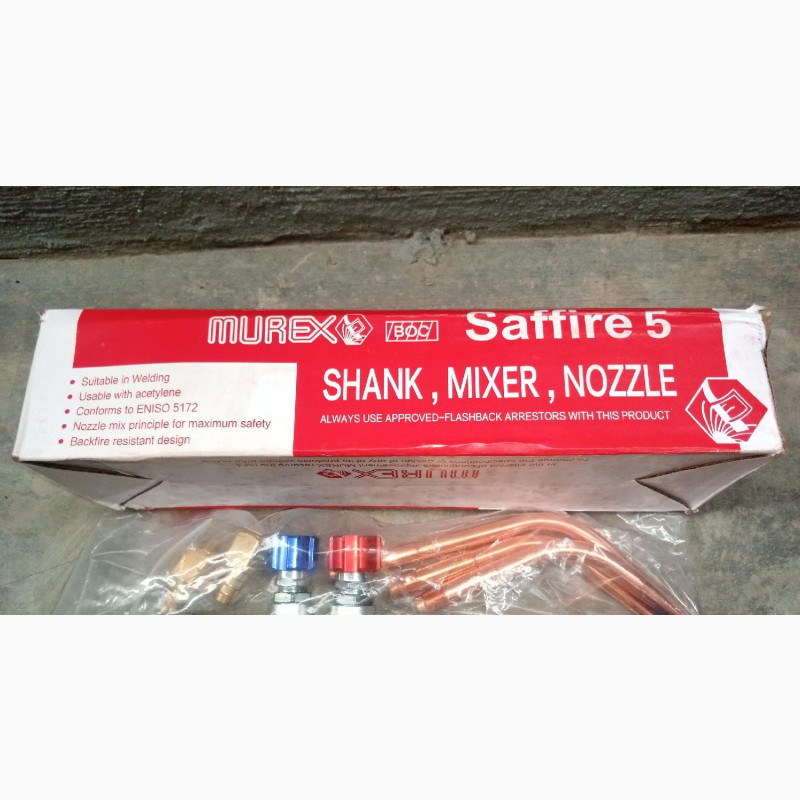 MUREX BOC Saffire 5
SHANK , MIXER , NOZZLE
ALWAYS USE APPROVED-FLASHBACK ARRESTORS WITH THIS PRODUCT
• Suitable in Welding
• Usable with acetylene
• Conforms to ENISO 5172
• Nozzle mix principle for maximum safety
• Backfire resistant design
MUREX